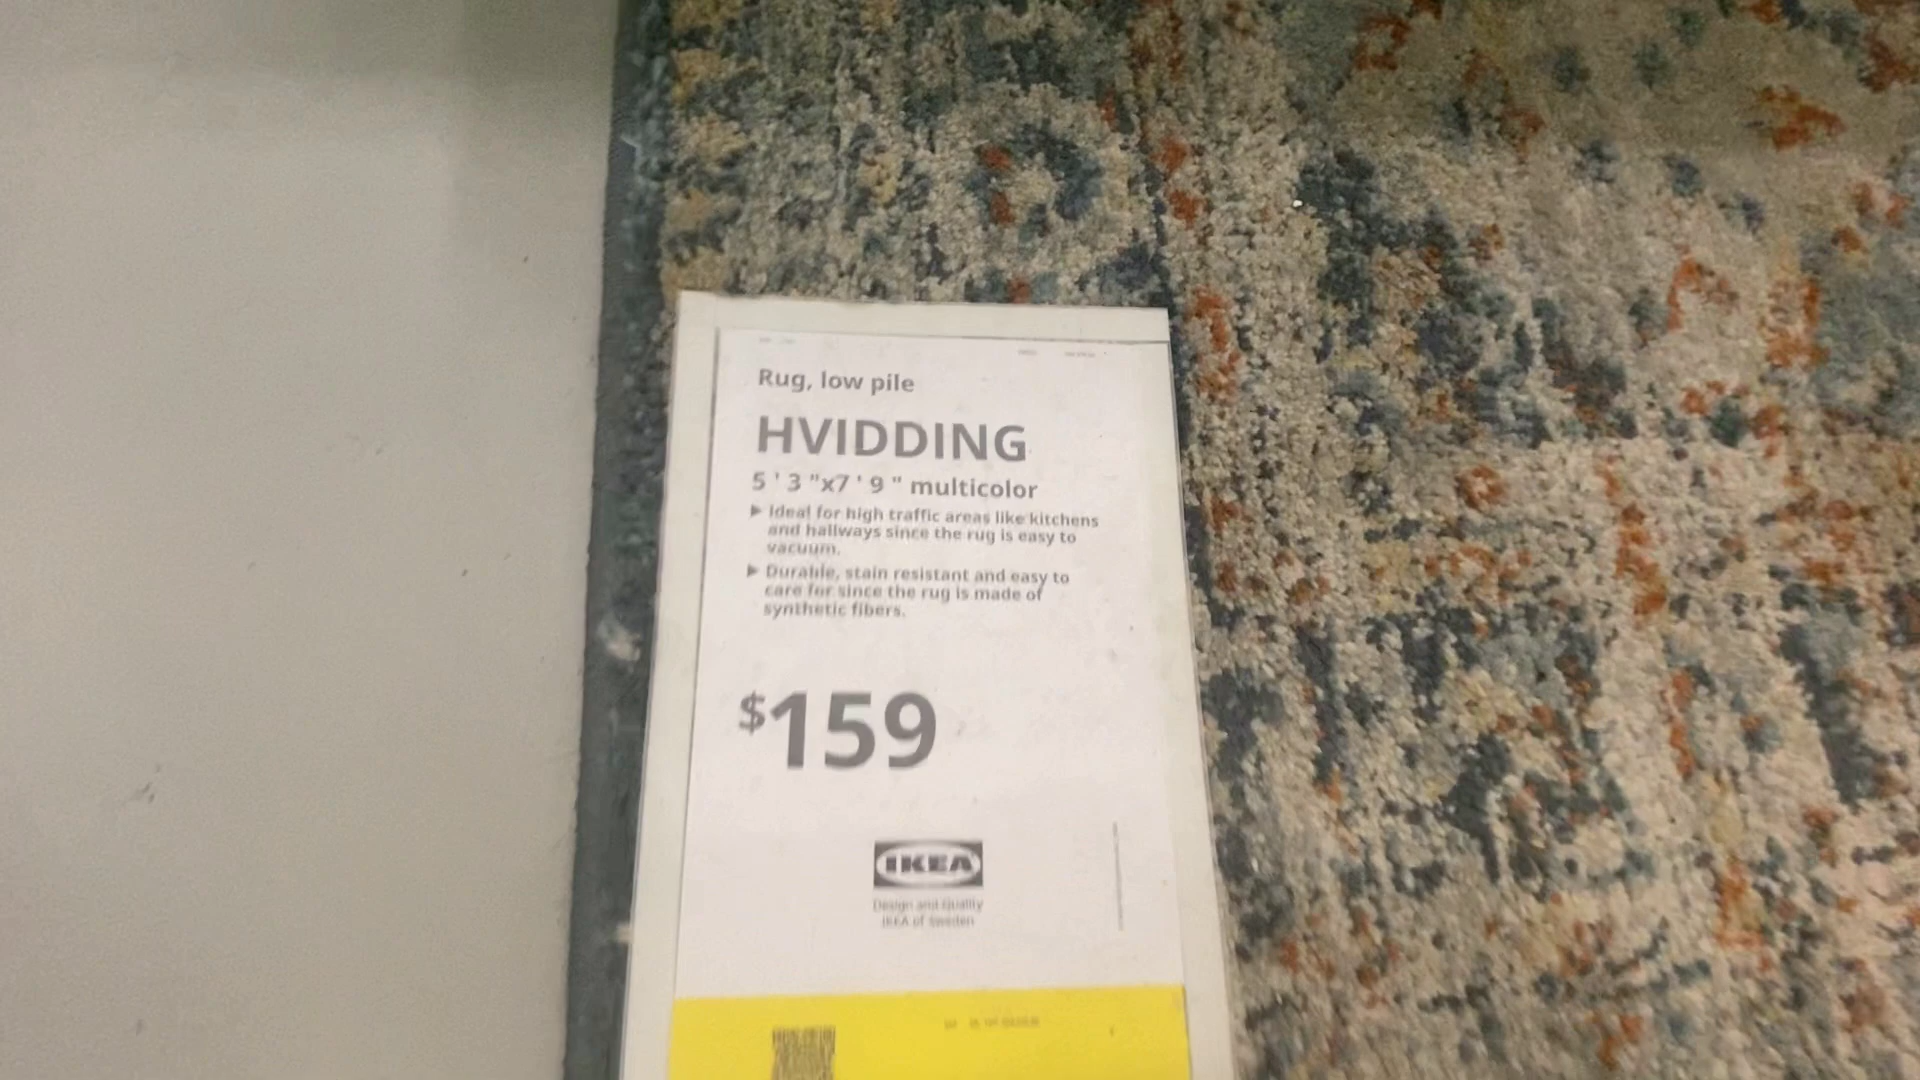 Rug, low pile
HVIDDING
5 ' 3 "x7 ' 9 " multicolor
▶ Ideal for high traffic areas like kitchens
and hallways since the rug is easy to
vacuum.
▶ Durable, stain resistant and easy to
care for since the rug is made of
synthetic fibers.
$159
IKEA
Design and Quality
IKEA of Sweden